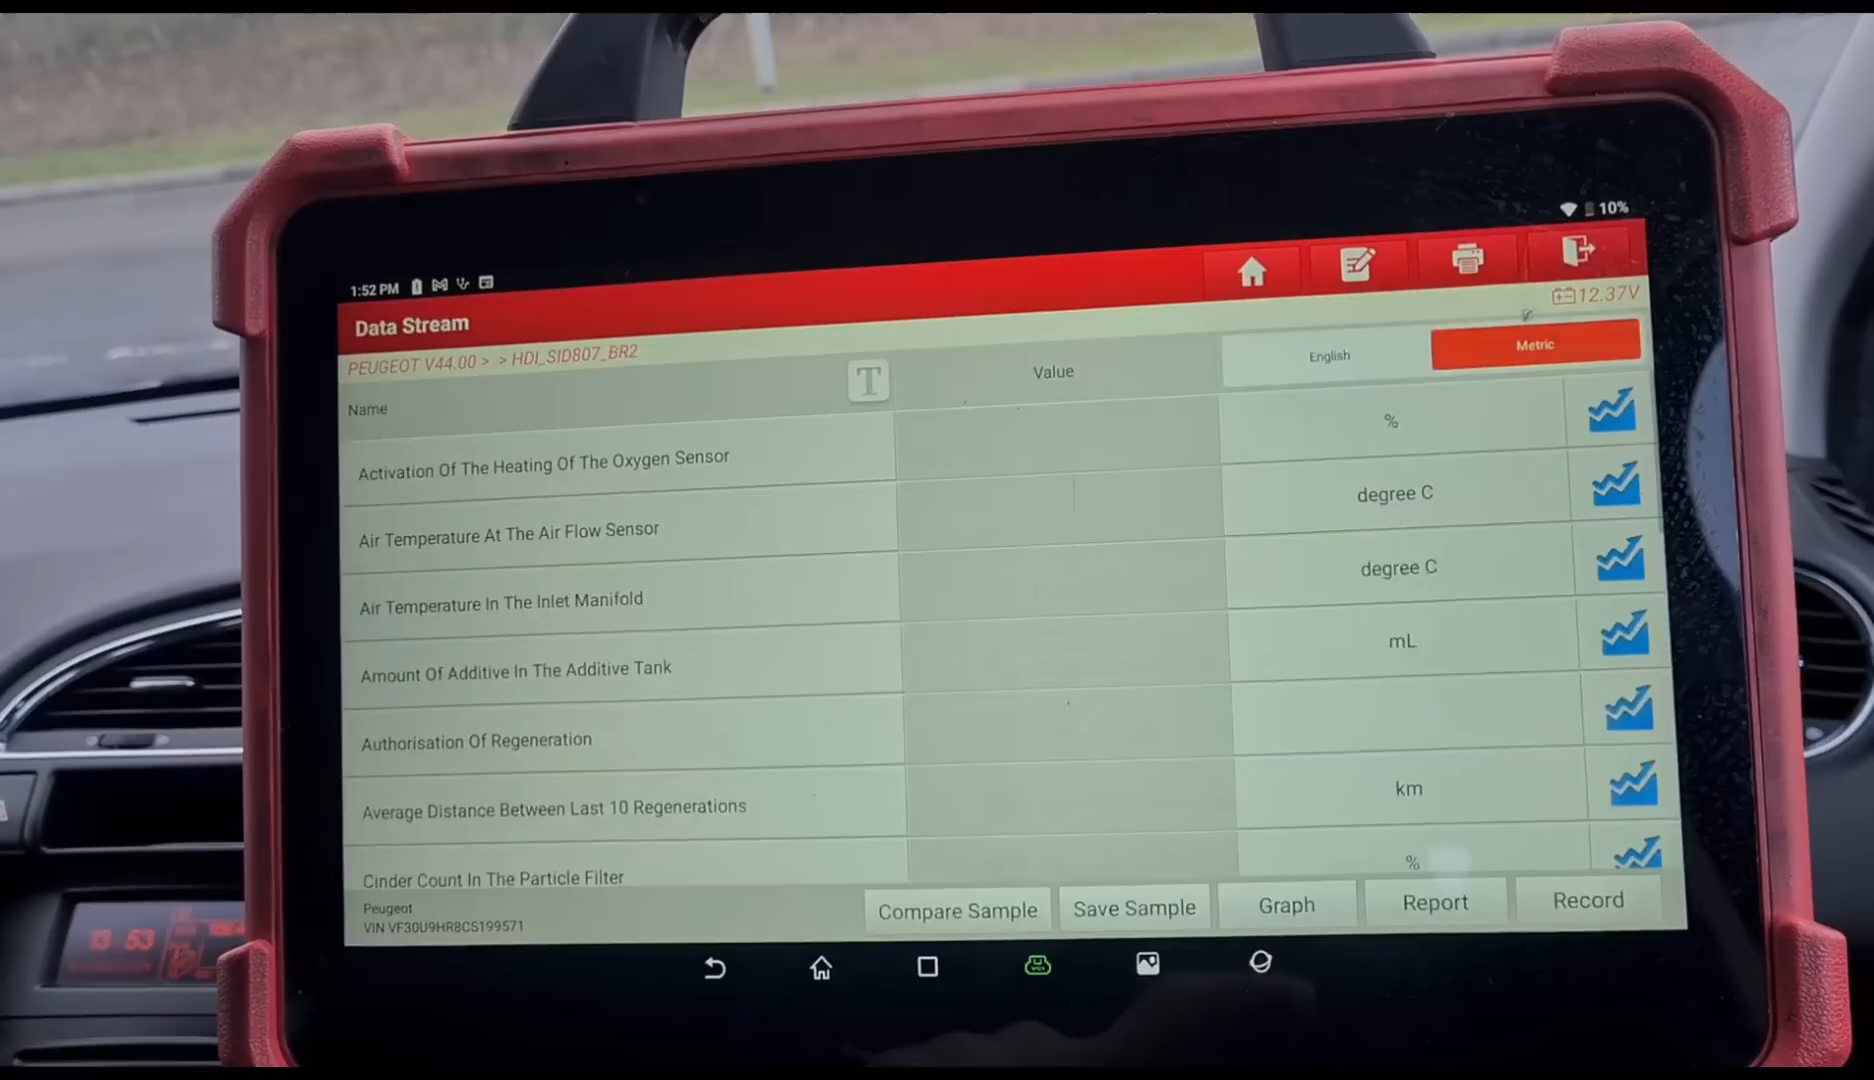 10%
1:52 PM
Data Stream
12.37V
PEUGEOT V44.00 > > HDI_SID807_BR2
Name T Value English Metric
Activation Of The Heating Of The Oxygen Sensor %
Air Temperature At The Air Flow Sensor degree C
Air Temperature In The Inlet Manifold degree C
Amount Of Additive In The Additive Tank mL
Authorisation Of Regeneration
Average Distance Between Last 10 Regenerations km
Cinder Count In The Particle Filter %
Peugeot
VIN VF30U9HR8CS199571
Compare Sample Save Sample Graph Report Record
13 53